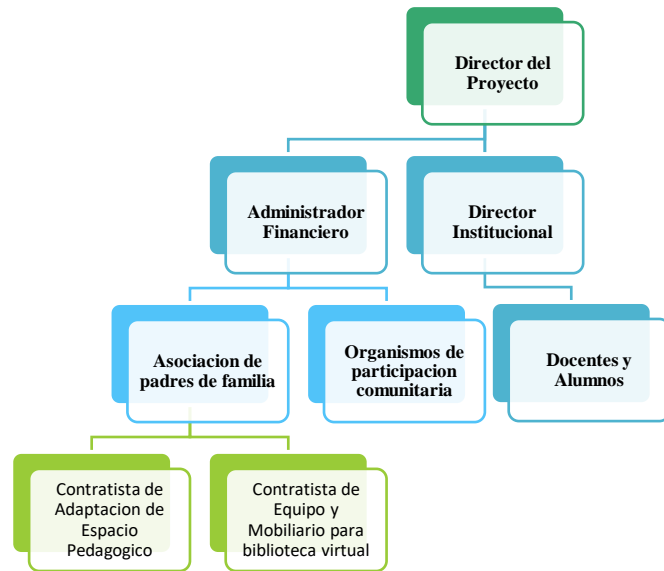 Director del
Proyecto
Administrador
Financiero
Director
Institucional
Asociacion de
padres de familia
Organismos de
participacion
comunitaria
Docentes y
Alumnos
Contratista de
Adaptacion de
Espacio
Pedagogico
Contratista de
Equipo y
Mobiliario para
biblioteca virtual